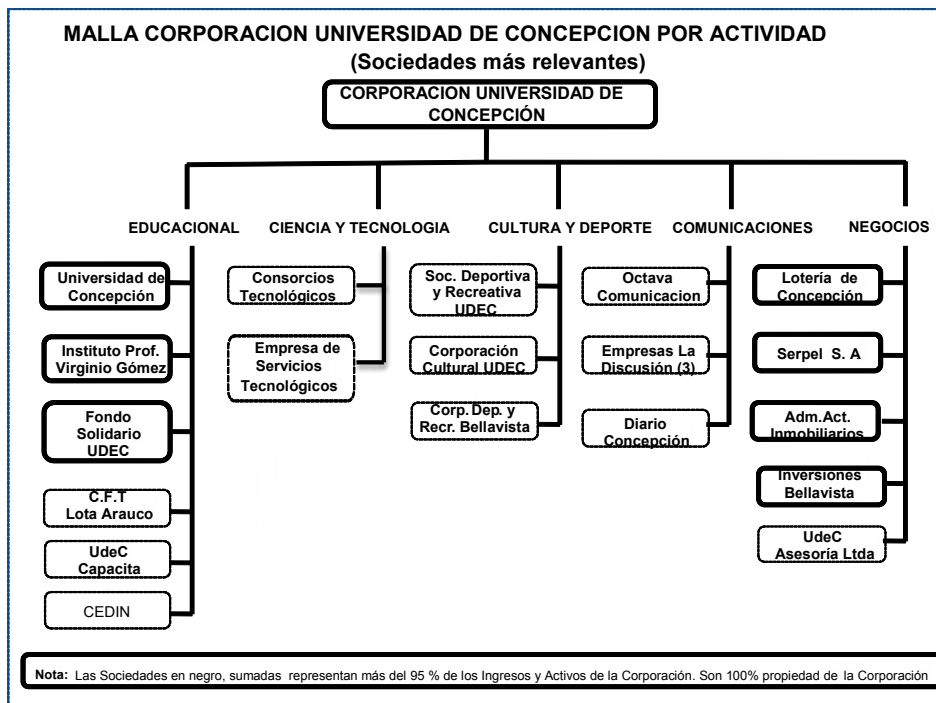 MALLA CORPORACION UNIVERSIDAD DE CONCEPCION POR ACTIVIDAD
(Sociedades más relevantes)
CORPORACION UNIVERSIDAD DE
CONCEPCIÓN
EDUCACIONAL
Universidad de
Concepción
Instituto Prof.
Virginio Gómez
Fondo
Solidario
UDEC
C.F.T
Lota Arauco
UdeC
Capacita
CEDIN
CIENCIA Y TECNOLOGIA
Consorcios
Tecnológicos
Empresa de
Servicios
Tecnológicos
CULTURA Y DEPORTE
Soc. Deportiva
y Recreativa
UDEC
Corporación
Cultural UDEC
Corp. Dep. y
Recr. Bellavista
COMUNICACIONES
Octava
Comunicacion
Empresas La
Discusión (3)
Diario
Concepción
NEGOCIOS
Lotería de
Concepción
Serpel S. A
Adm.Act.
Inmobiliarios
Inversiones
Bellavista
UdeC
Asesoría Ltda
Nota: Las Sociedades en negro, sumadas representan más del 95 % de los Ingresos y Activos de la Corporación. Son 100% propiedad de la Corporación